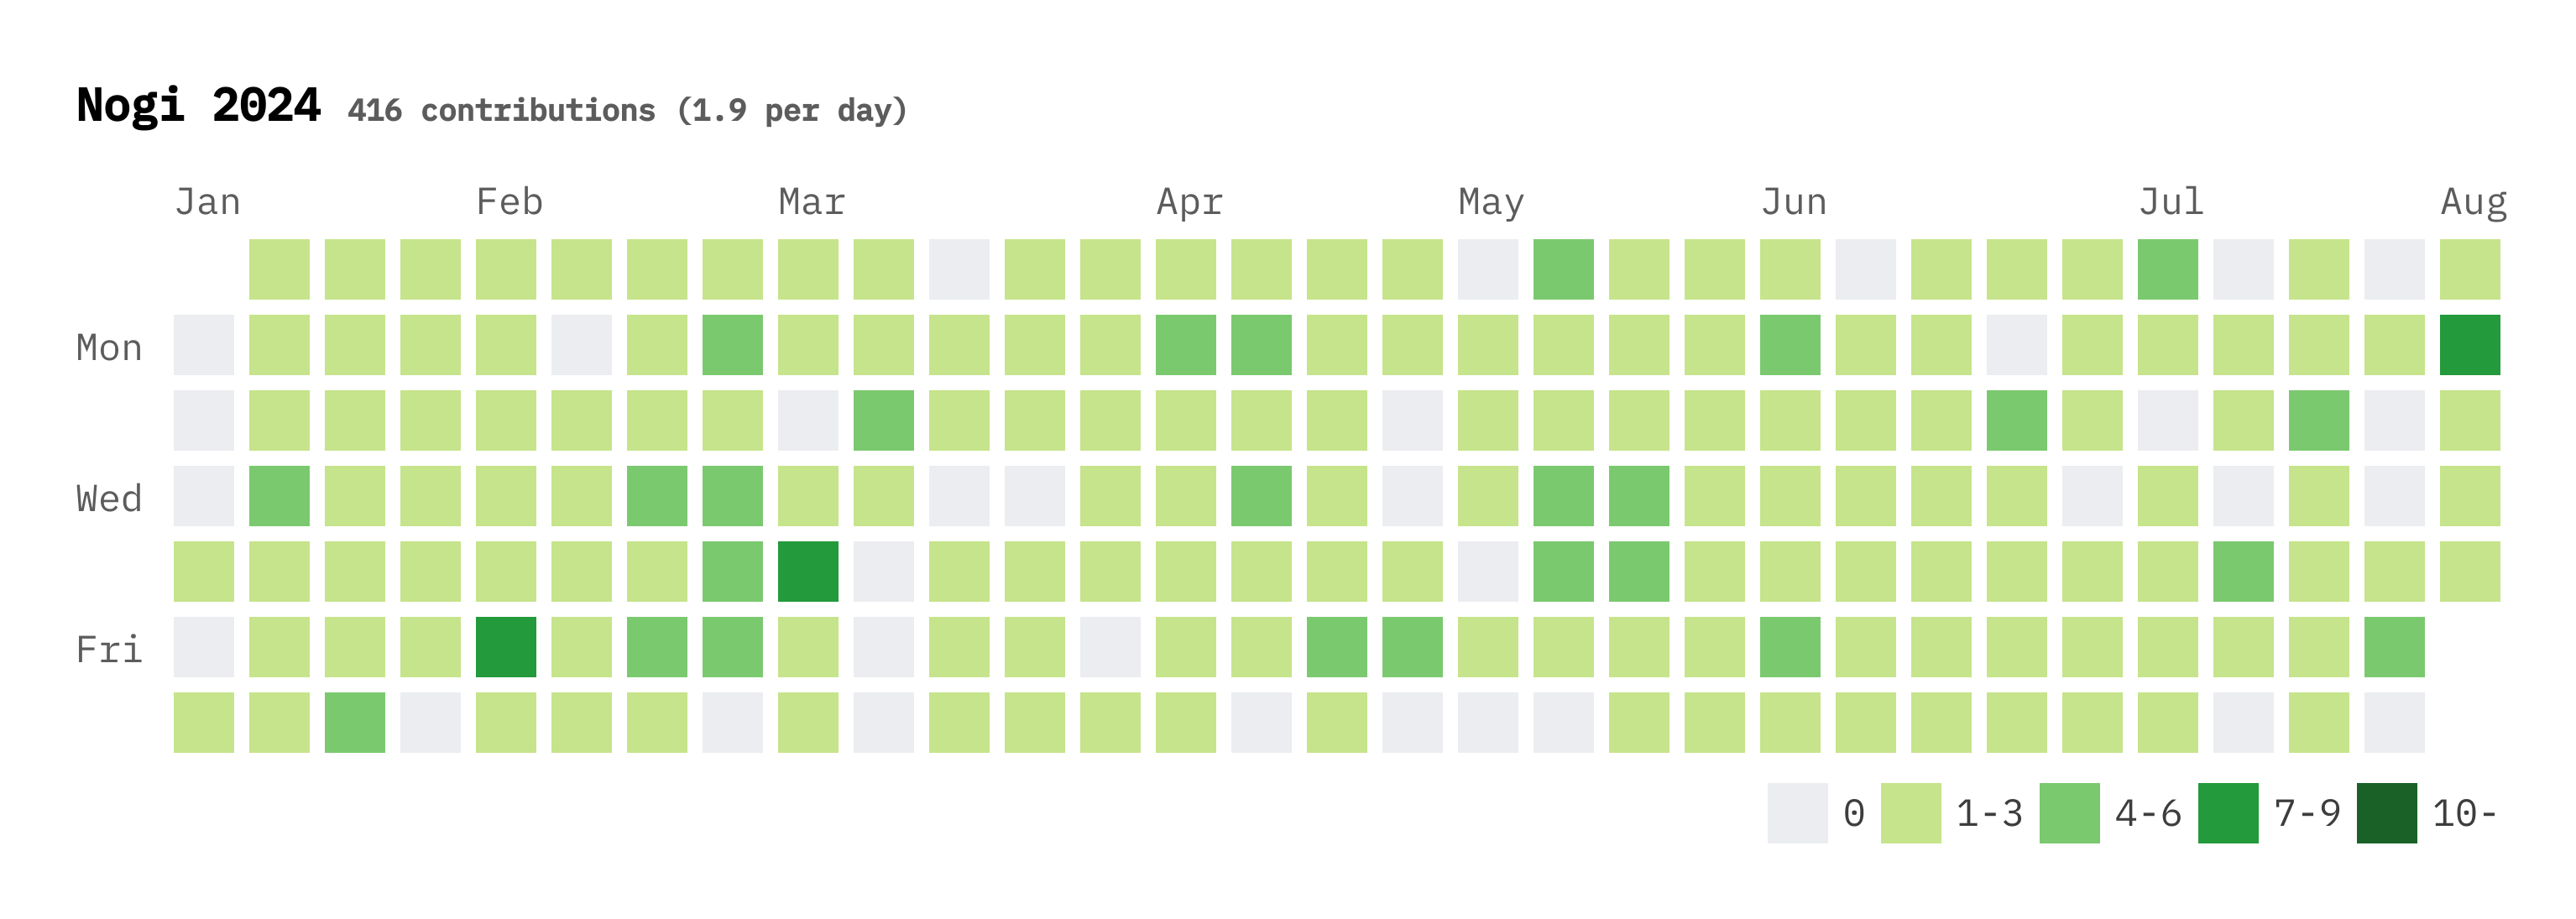 Nogi 2024 416 contributions (1.9 per day)
Jan Feb Mar Apr May Jun Jul Aug
Mon
Wed
Fri
0 1-3 4-6 7-9 10-